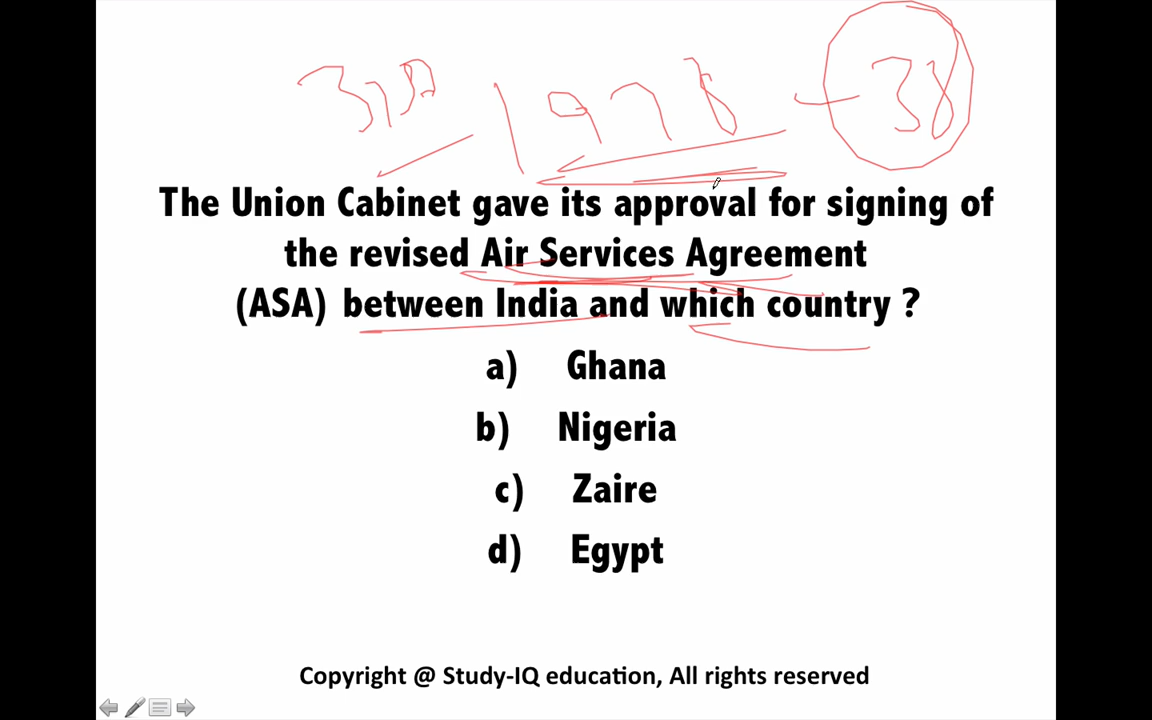 1978 - 38
The Union Cabinet gave its approval for signing of
the revised Air Services Agreement
(ASA) between India and which country ?
a) Ghana
b) Nigeria
c) Zaire
d) Egypt
Copyright @ Study-IQ education, All rights reserved